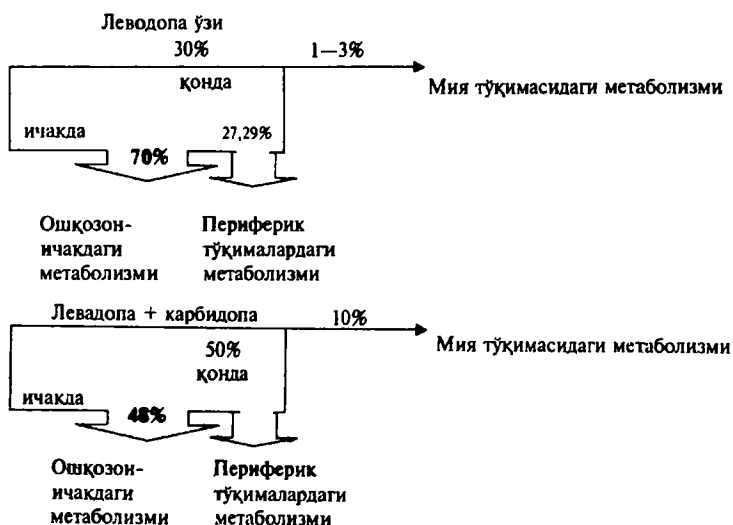 Леводопа ўзи
30%
1—3%
қонда
Мия тўқимасидаги метаболизми
ичакда
27,29%
70%
Ошқозон-
ичакдаги
метаболизми
Периферик
тўқималардаги
метаболизми
Левадопа + карбидопа
10%
50%
қонда
Мия тўқимасидаги метаболизми
ичакда
48%
Ошқозон-
ичакдаги
метаболизми
Периферик
тўқималардаги
метаболизми